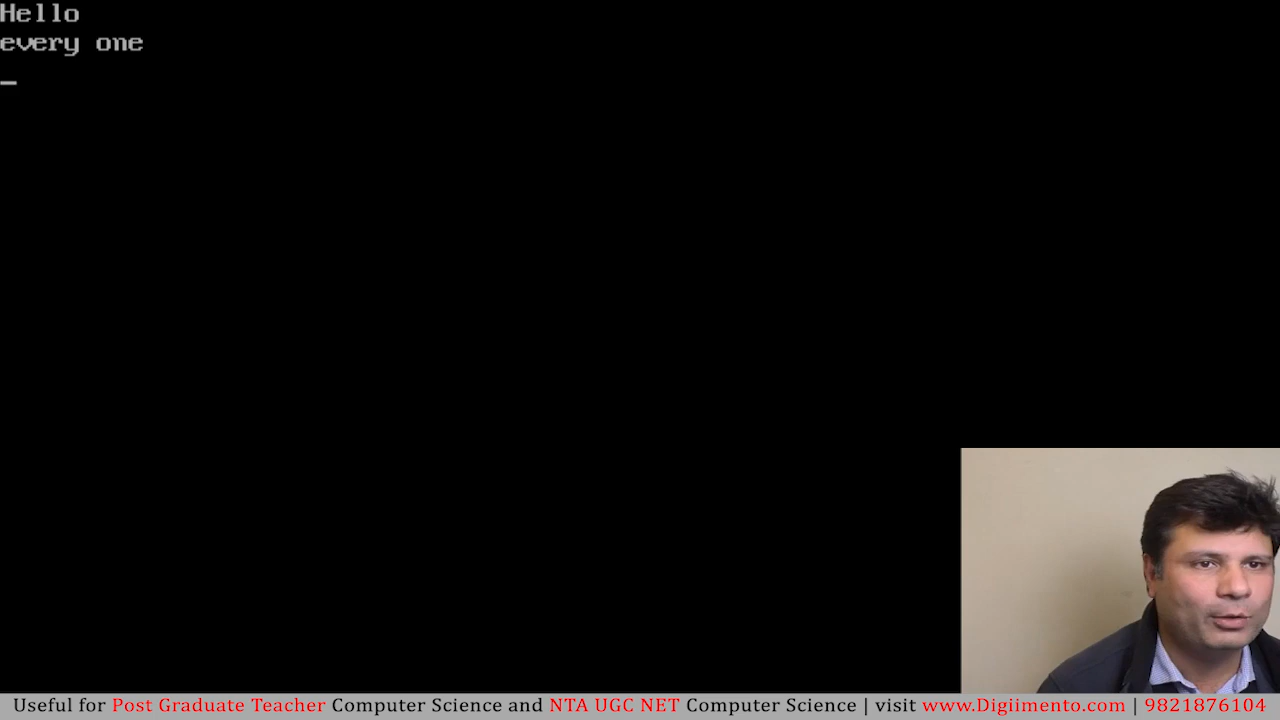 Hello
every one
Useful for Post Graduate Teacher Computer Science and NTA UGC NET Computer Science | visit www.Digiimento.com | 9821876104